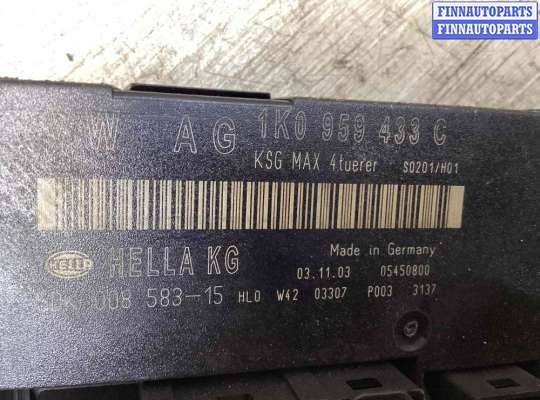 FINNAUTOPARTS
FINNAUTOPARTS
W AG 1K0 959 433 C
KSG MAX 4tuerer S0201/H01
HELLA
HELLA KG
Made in Germany
03.11.03 05450800
008 583-15 HLO W42 03307 P003 3137